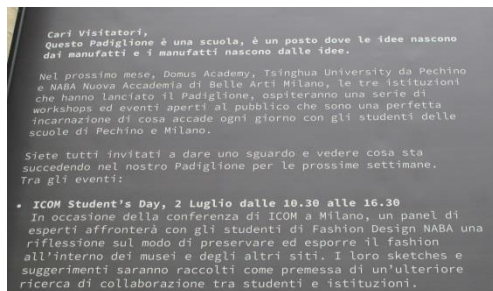 Cari Visitatori,
Questo Padiglione è una scuola, è un posto dove le idee nascono
dai manufatti e i manufatti nascono dalle idee.
Nel prossimo mese, Domus Academy, Tsinghua University da Pechino
e NABA Nuova Accademia di Belle Arti Milano, le tre istituzioni
che hanno lanciato il Padiglione, ospiteranno una serie di
workshops ed eventi aperti al pubblico che sono una perfetta
incarnazione di cosa accade ogni giorno con gli studenti delle
scuole di Pechino e Milano.
Siete tutti invitati a dare uno sguardo e vedere cosa sta
succedendo nel nostro Padiglione per le prossime settimane.
Tra gli eventi:
• ICOM Student's Day, 2 Luglio dalle 10.30 alle 16.30
In occasione della conferenza di ICOM a Milano, un panel di
esperti affronterà con gli studenti di Fashion Design NABA una
riflessione sul modo di preservare ed esporre il fashion
all'interno dei musei e degli altri siti. I loro sketches e
suggerimenti saranno raccolti come premessa di un'ulteriore
ricerca di collaborazione tra studenti e istituzioni.